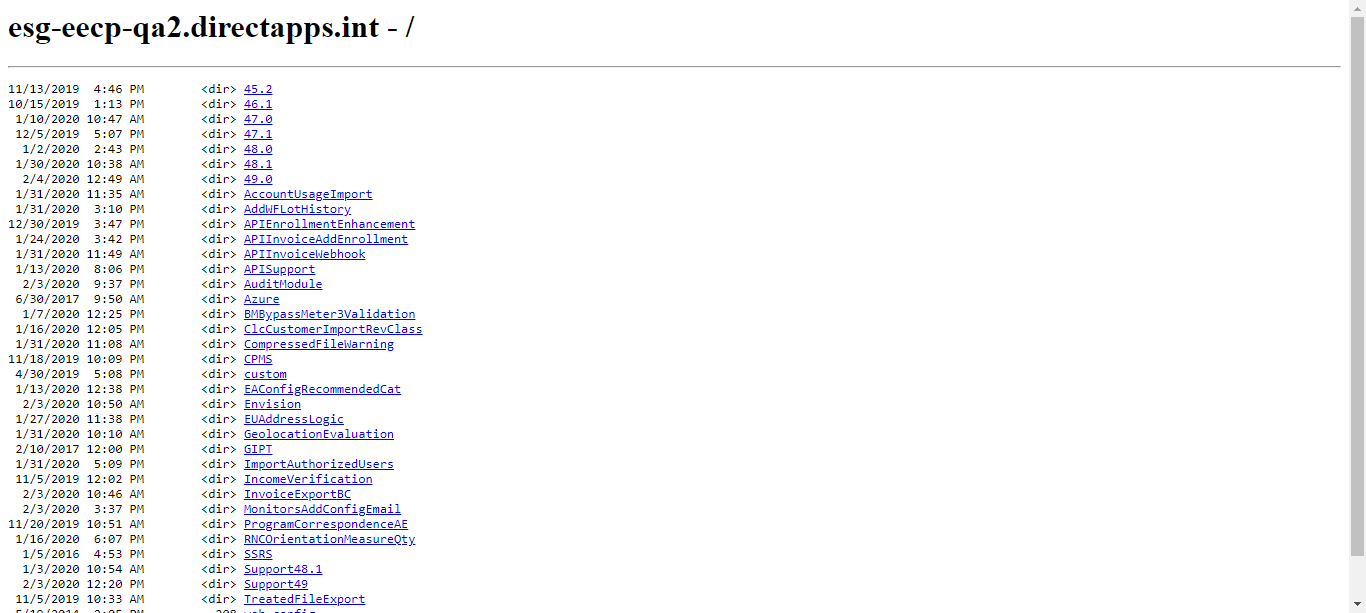 esg-eecp-qa2.directapps.int - /
11/13/2019 4:46 PM <dir> 45.2
10/15/2019 1:13 PM <dir> 46.1
1/10/2020 10:47 AM <dir> 47.0
12/5/2019 5:07 PM <dir> 47.1
1/2/2020 2:43 PM <dir> 48.0
1/30/2020 10:38 AM <dir> 48.1
2/4/2020 12:49 AM <dir> 49.0
1/31/2020 11:35 AM <dir> AccountUsageImport
1/31/2020 3:10 PM <dir> AddWFLotHistory
12/30/2019 3:47 PM <dir> APIEnrollmentEnhancement
1/24/2020 3:42 PM <dir> APIInvoiceAddEnrollment
1/31/2020 11:49 AM <dir> APIInvoiceWebhook
1/13/2020 8:06 PM <dir> APISupport
2/3/2020 9:37 PM <dir> AuditModule
6/30/2017 9:50 AM <dir> Azure
1/7/2020 12:25 PM <dir> BMBypassMeter3Validation
1/16/2020 12:05 PM <dir> ClcCustomerImportRevClass
1/31/2020 11:08 AM <dir> CompressedFileWarning
11/18/2019 10:09 PM <dir> CPMS
4/30/2019 5:08 PM <dir> custom
1/13/2020 12:38 PM <dir> EAConfigRecommendedCat
2/3/2020 10:50 AM <dir> Envision
1/27/2020 11:38 PM <dir> EUAddressLogic
1/31/2020 10:10 AM <dir> GeolocationEvaluation
2/10/2017 12:00 PM <dir> GIPT
1/31/2020 5:09 PM <dir> ImportAuthorizedUsers
11/5/2019 12:02 PM <dir> IncomeVerification
2/3/2020 10:46 AM <dir> InvoiceExportBC
2/3/2020 3:37 PM <dir> MonitorsAddConfigEmail
11/20/2019 10:51 AM <dir> ProgramCorrespondenceAE
1/16/2020 6:07 PM <dir> RNCOrientationMeasureQty
1/5/2016 4:53 PM <dir> SSRS
1/3/2020 10:54 AM <dir> Support48.1
2/3/2020 12:20 PM <dir> Support49
11/5/2019 10:33 AM <dir> TreatedFileExport